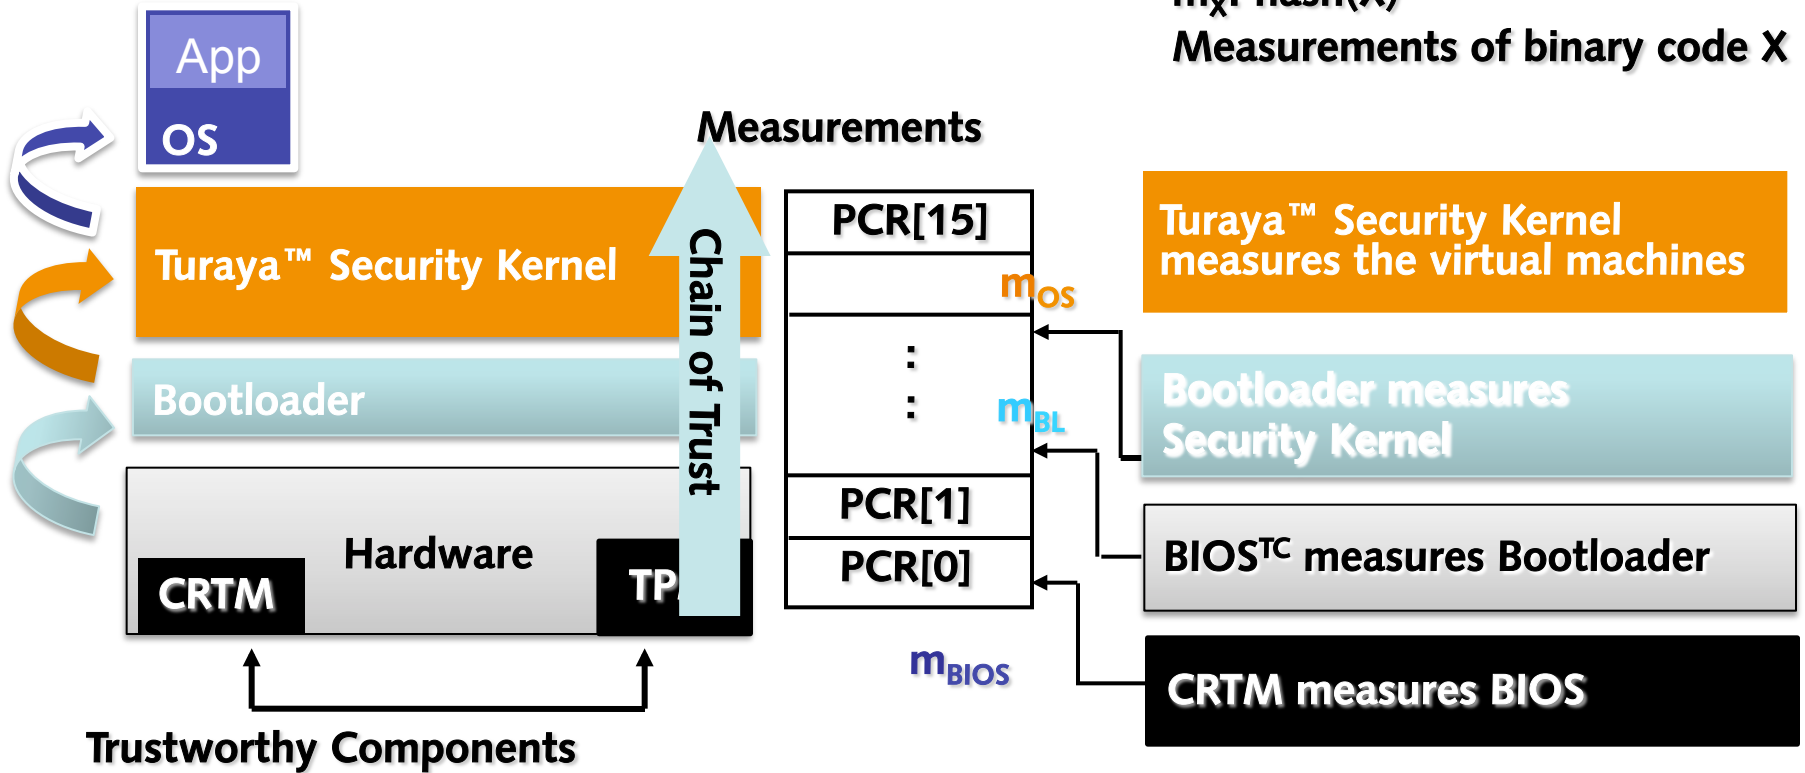 Measurements of binary code X
App
OS
Measurements
Turaya™ Security Kernel
Chain of Trust
Bootloader
Hardware
CRTM
Trustworthy Components
PCR[15]
mOS
:
:
mBL
PCR[1]
PCR[0]
mBIOS
Turaya™ Security Kernel
measures the virtual machines
Bootloader measures
Security Kernel
BIOSTC measures Bootloader
CRTM measures BIOS